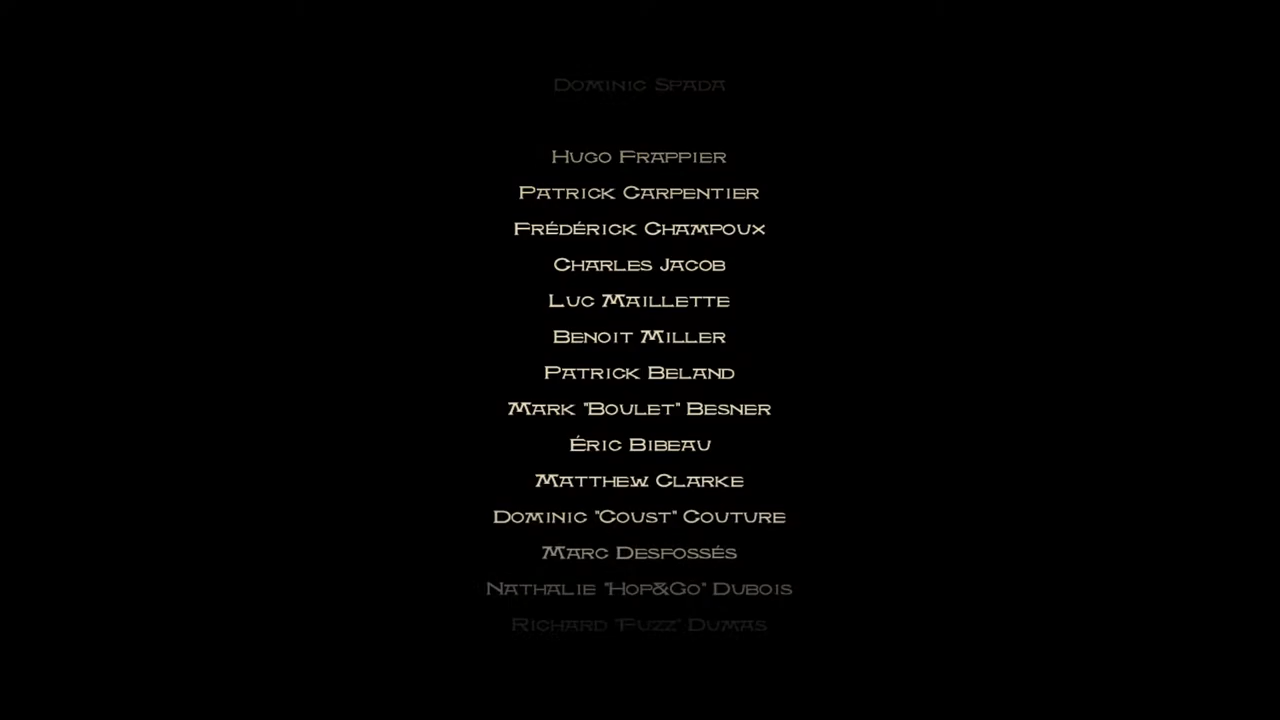 Dominic Spada
Hugo Frappier
Patrick Carpentier
Frédérick Champoux
Charles Jacob
Luc Maillette
Benoit Miller
Patrick Beland
Mark "Boulet" Besner
Éric Bibeau
Matthew Clarke
Dominic "Coust" Couture
Marc Desfossés
Nathalie "Hop&Go" Dubois
Richard "Fuzz" Dumas